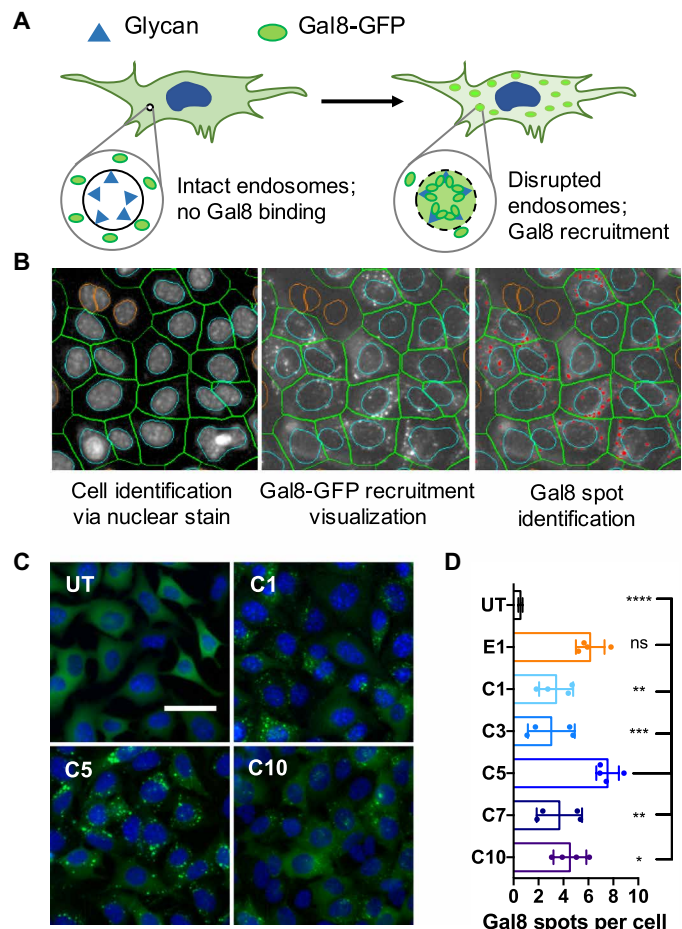 A
Glycan
Gal8-GFP
Intact endosomes;
no Gal8 binding
Disrupted
endosomes;
Gal8 recruitment
B
Cell identification
via nuclear stain
Gal8-GFP recruitment
visualization
Gal8 spot
identification
C
UT
C1
C5
C10
D
UT
****
E1
ns
C1
**
C3
***
C5
C7
**
C10
*
0 2 4 6 8 10
Gal8 spots per cell